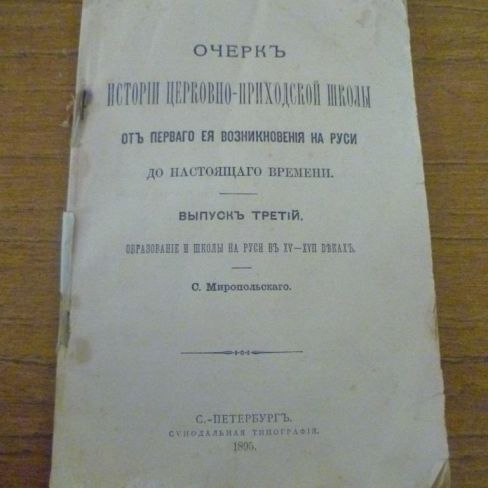 ОЧЕРКЪ
ИСТОРІИ ЦЕРКОВНО-ПРИХОДСКОЙ ШКОЛЫ
ОТЪ ПЕРВАГО ЕЯ ВОЗНИКНОВЕНІЯ НА РУСИ
ДО НАСТОЯЩАГО ВРЕМЕНИ.
ВЫПУСКЪ ТРЕТІЙ.
ОБРАЗОВАНІЕ И ШКОЛЫ НА РУСИ ВЪ XV—XVII ВѢКАХЪ.
С. Миропольскаго.
С.-ПЕТЕРБУРГЪ.
СѴНОДАЛЬНАЯ ТИПОГРАФІЯ.
1895.